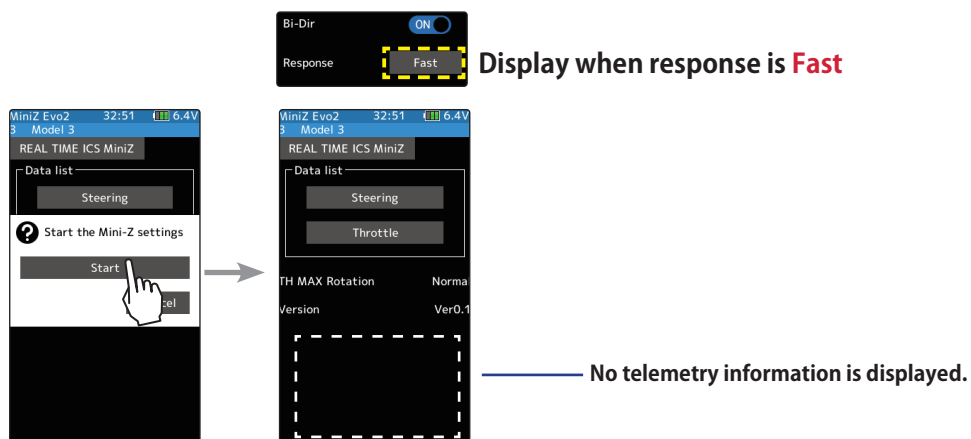 Bi-Dir ON
Response Fast
Display when response is Fast
MiniZ Evo2 32:51 6.4V
3 Model 3
REAL TIME ICS MiniZ
Data list
Steering
Start the Mini-Z settings
Start
cel
MiniZ Evo2 32:51 6.4V
3 Model 3
REAL TIME ICS MiniZ
Data list
Steering
Throttle
TH MAX Rotation Norma
Version Ver0.1
No telemetry information is displayed.